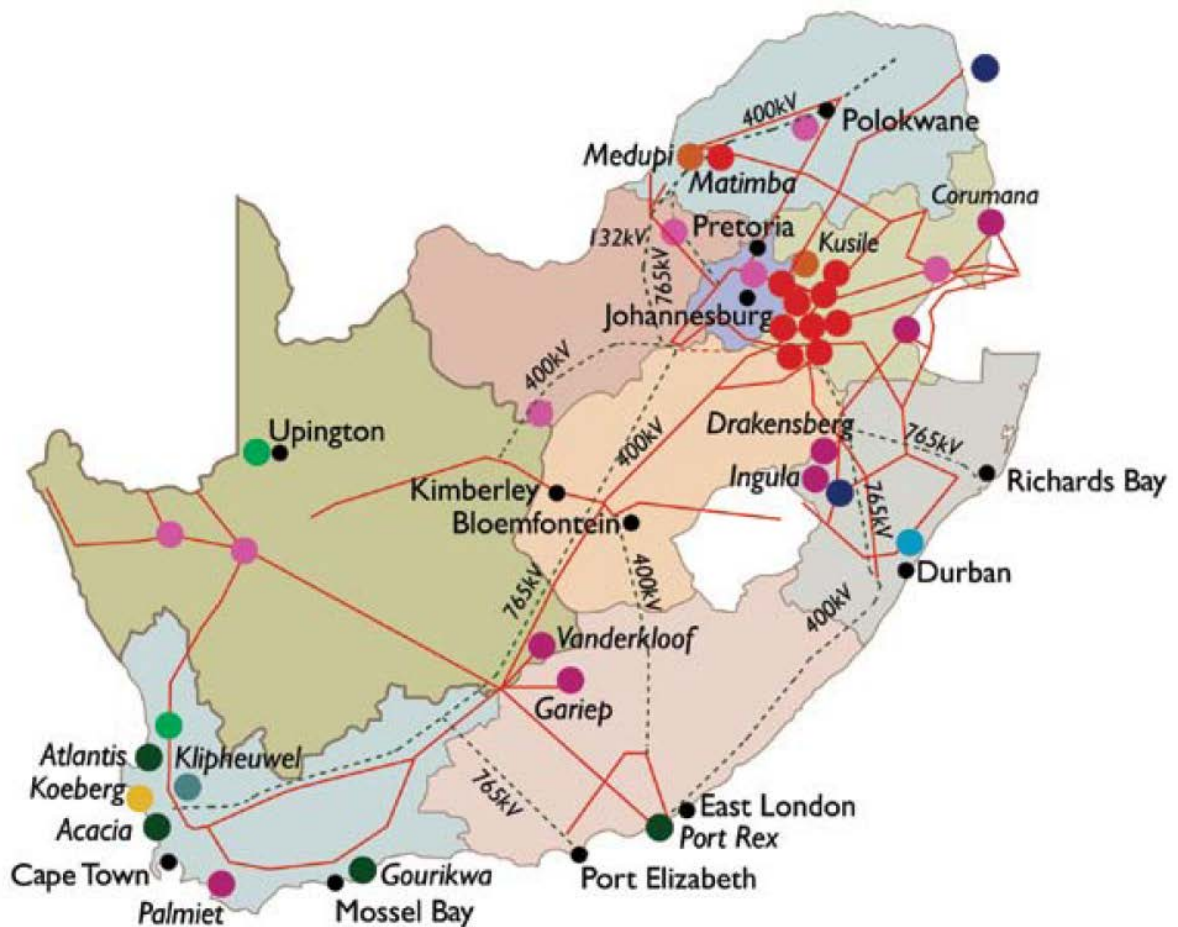 400kV
Polokwane
Medupi
Matimba
Corumana
132kV
Pretoria
Kusile
765kV
Johannesburg
400kV
Upington
Drakensberg
400kV
765kV
Kimberley
Ingula
Richards Bay
Bloemfontein
765kV
765kV
400kV
Durban
400kV
Vanderkloof
Gariep
Atlantis
Klipheuwel
Koeberg
765kV
Acacia
East London
Port Rex
Cape Town
Gourikwa
Port Elizabeth
Palmiet
Mossel Bay